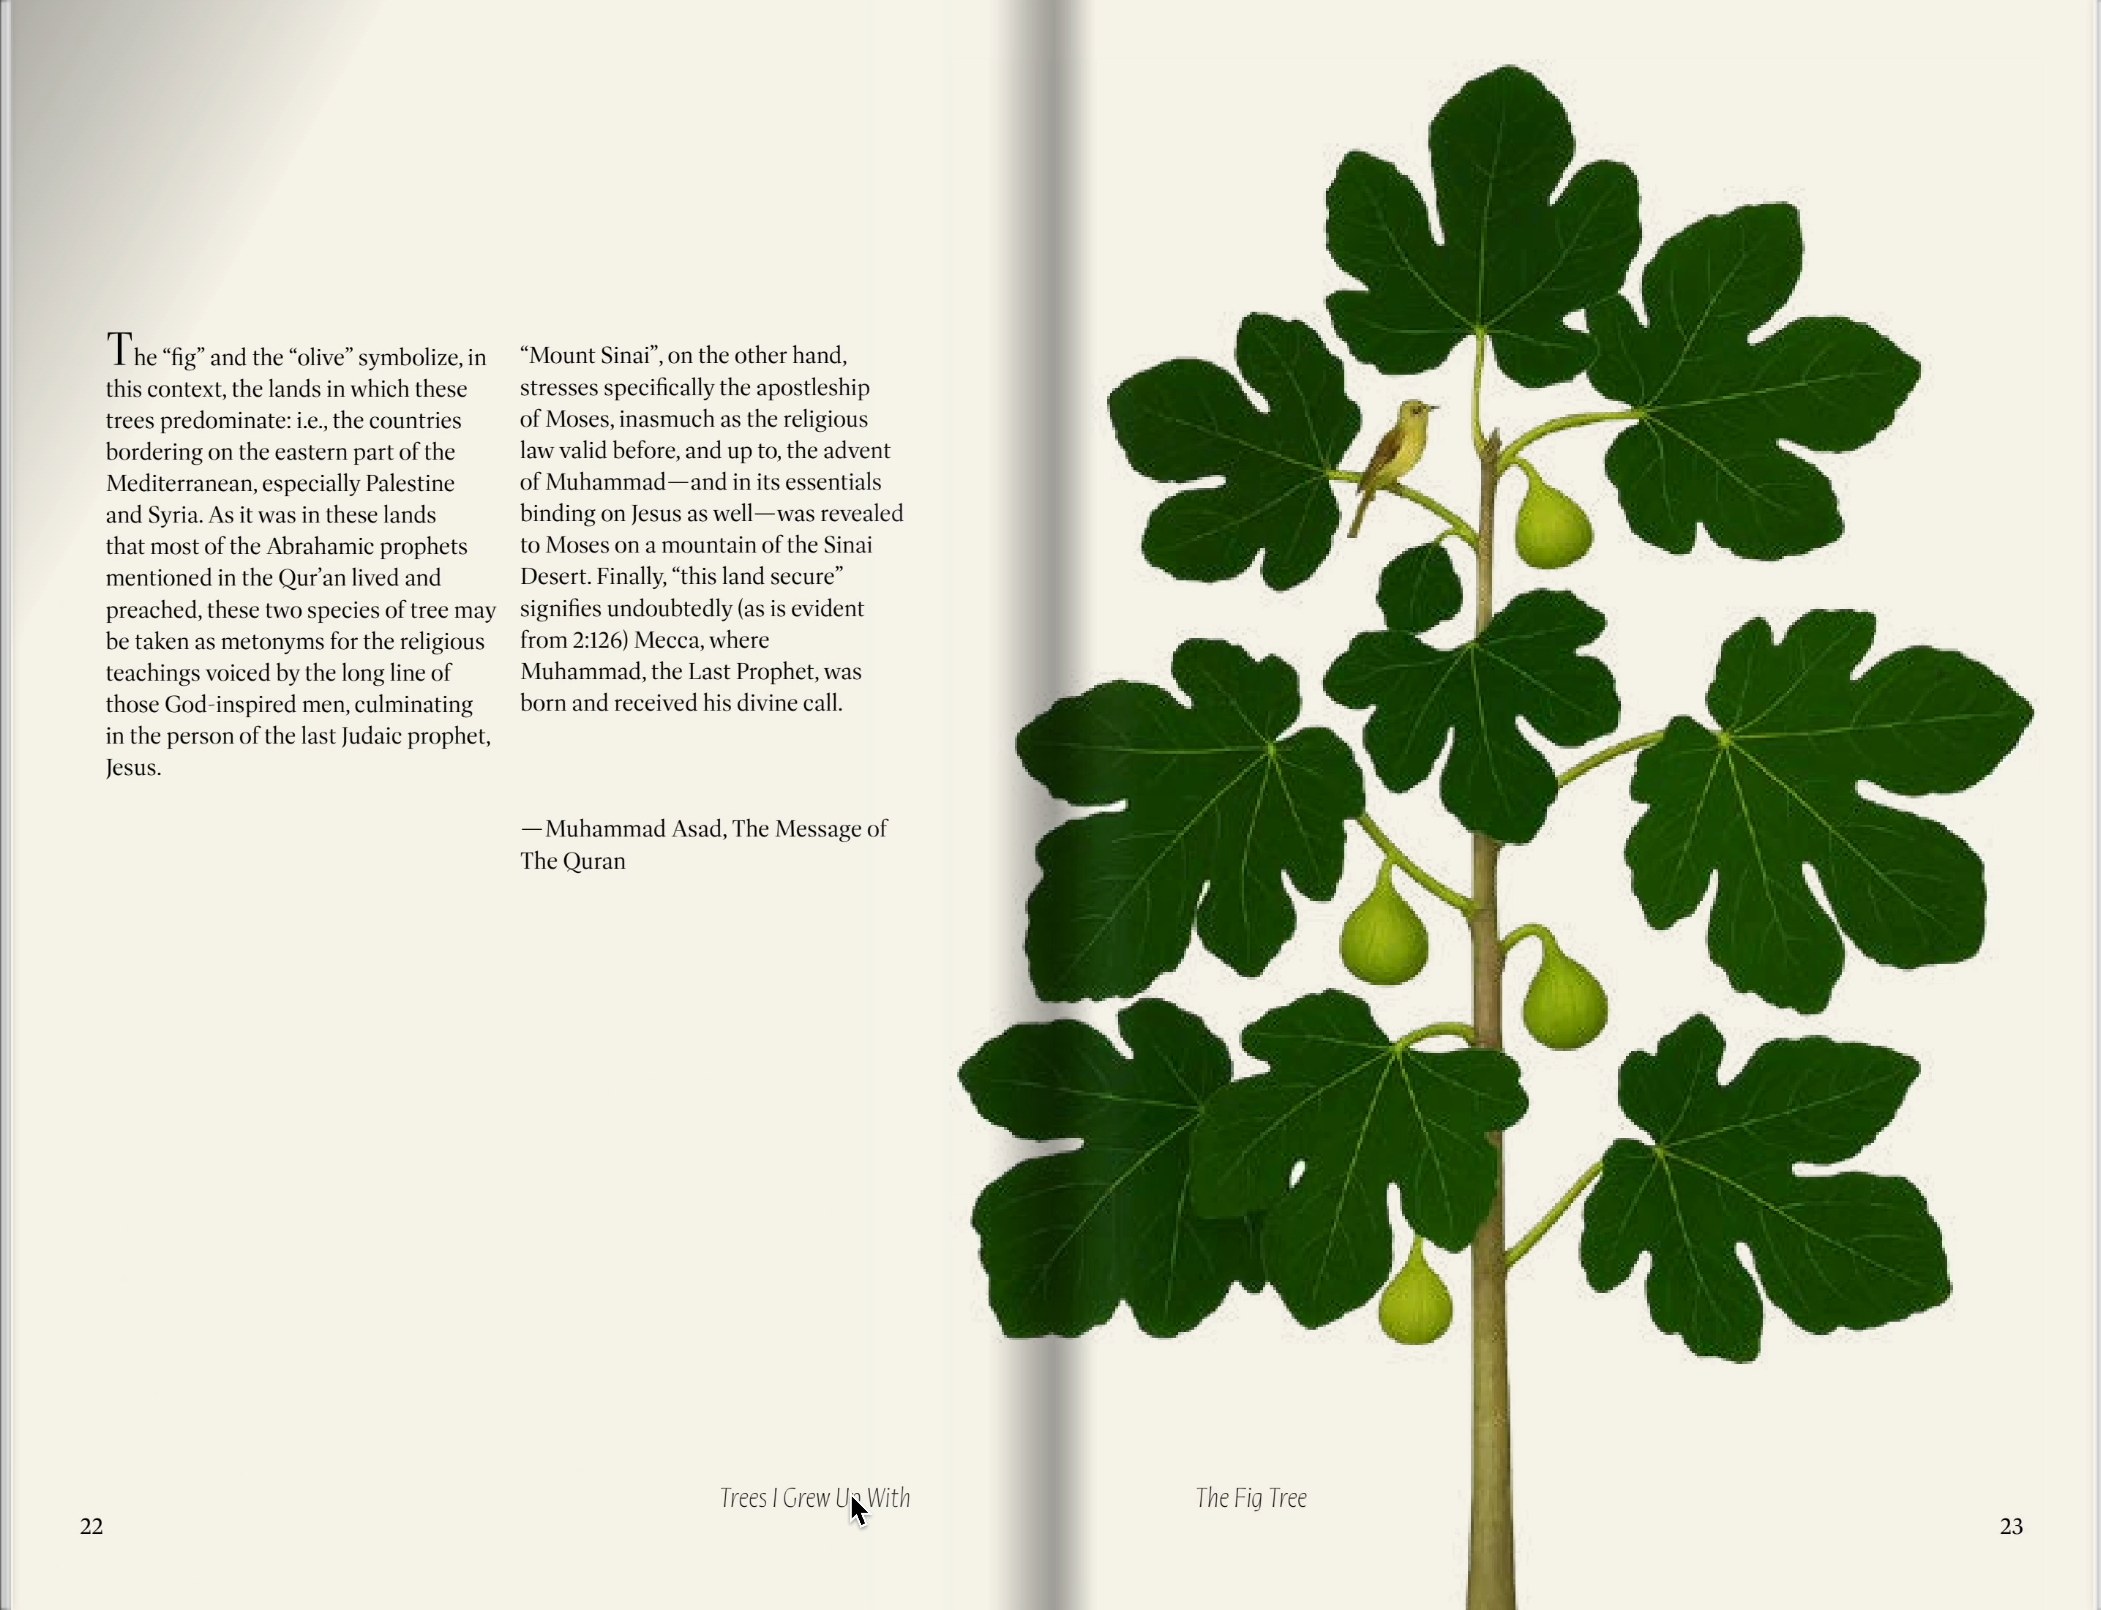 The “fig” and the “olive” symbolize, in
this context, the lands in which these
trees predominate: i.e., the countries
bordering on the eastern part of the
Mediterranean, especially Palestine
and Syria. As it was in these lands
that most of the Abrahamic prophets
mentioned in the Qur’an lived and
preached, these two species of tree may
be taken as metonyms for the religious
teachings voiced by the long line of
those God-inspired men, culminating
in the person of the last Judaic prophet,
Jesus.
“Mount Sinai”, on the other hand,
stresses specifically the apostleship
of Moses, inasmuch as the religious
law valid before, and up to, the advent
of Muhammad—and in its essentials
binding on Jesus as well—was revealed
to Moses on a mountain of the Sinai
Desert. Finally, “this land secure”
signifies undoubtedly (as is evident
from 2:126) Mecca, where
Muhammad, the Last Prophet, was
born and received his divine call.
—Muhammad Asad, The Message of
The Quran
Trees I Grew Up With
22
The Fig Tree
23